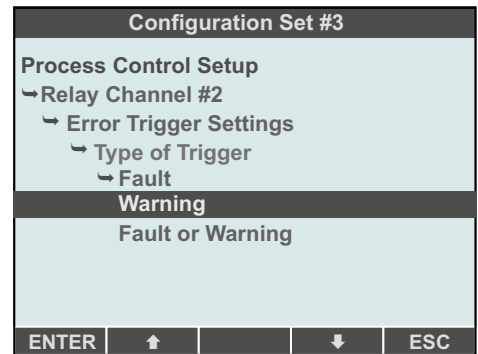 Configuration Set #3
Process Control Setup
➥Relay Channel #2
➥ Error Trigger Settings
➥ Type of Trigger
➥Fault
Warning
Fault or Warning
ENTER ⬆ ⬇ ESC